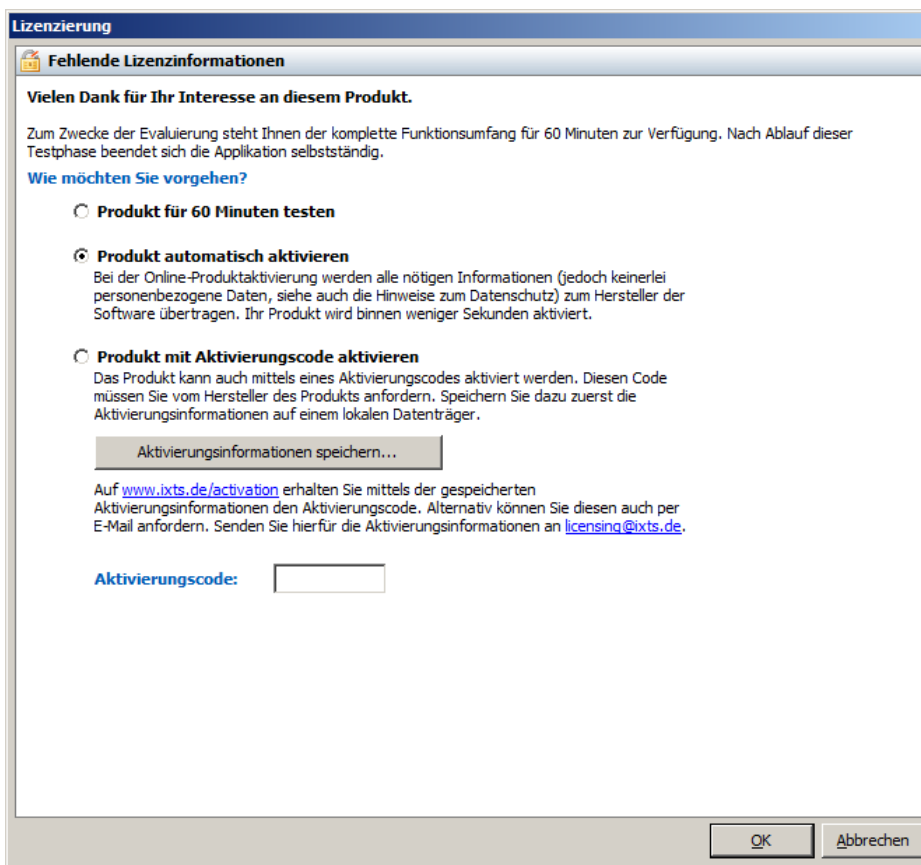 Lizenzierung
Fehlende Lizenzinformationen
Vielen Dank für Ihr Interesse an diesem Produkt.
Zum Zwecke der Evaluierung steht Ihnen der komplette Funktionsumfang für 60 Minuten zur Verfügung. Nach Ablauf dieser
Testphase beendet sich die Applikation selbstständig.
Wie möchten Sie vorgehen?
Produkt für 60 Minuten testen
Produkt automatisch aktivieren
Bei der Online-Produktaktivierung werden alle nötigen Informationen (jedoch keinerlei
personenbezogene Daten, siehe auch die Hinweise zum Datenschutz) zum Hersteller der
Software übertragen. Ihr Produkt wird binnen weniger Sekunden aktiviert.
Produkt mit Aktivierungscode aktivieren
Das Produkt kann auch mittels eines Aktivierungscodes aktiviert werden. Diesen Code
müssen Sie vom Hersteller des Produkts anfordern. Speichern Sie dazu zuerst die
Aktivierungsinformationen auf einem lokalen Datenträger.
Aktivierungsinformationen speichern...
Auf www.ixts.de/activation erhalten Sie mittels der gespeicherten
Aktivierungsinformationen den Aktivierungscode. Alternativ können Sie diesen auch per
E-Mail anfordern. Senden Sie hierfür die Aktivierungsinformationen an licensing@ixts.de.
Aktivierungscode:
OK
Abbrechen